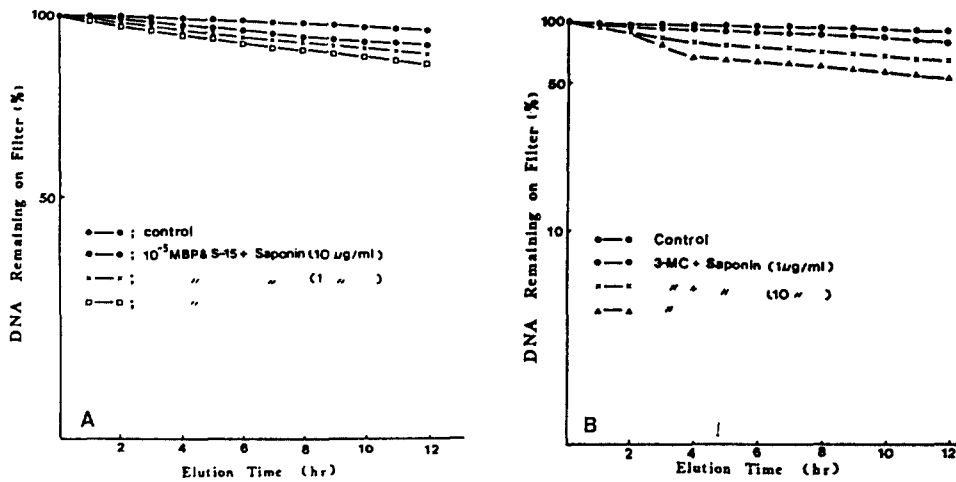 DNA Remaining on Filter (%)
100
50
●—● ; control
●—● ; 10⁻⁵ MBP & S-15 + Saponin (10 µg/ml)
×—× ; 〃 〃 (1 〃 )
□—□ ; 〃
A
2 4 6 8 10 12
Elution Time (hr)
DNA Remaining on Filter (%)
100
50
10
●—● Control
●—● 3-MC + Saponin (1µg/ml)
×—× 〃 + 〃 (10 〃 )
▲—▲ 〃
B
2 4 6 8 10 12
Elution Time (hr)